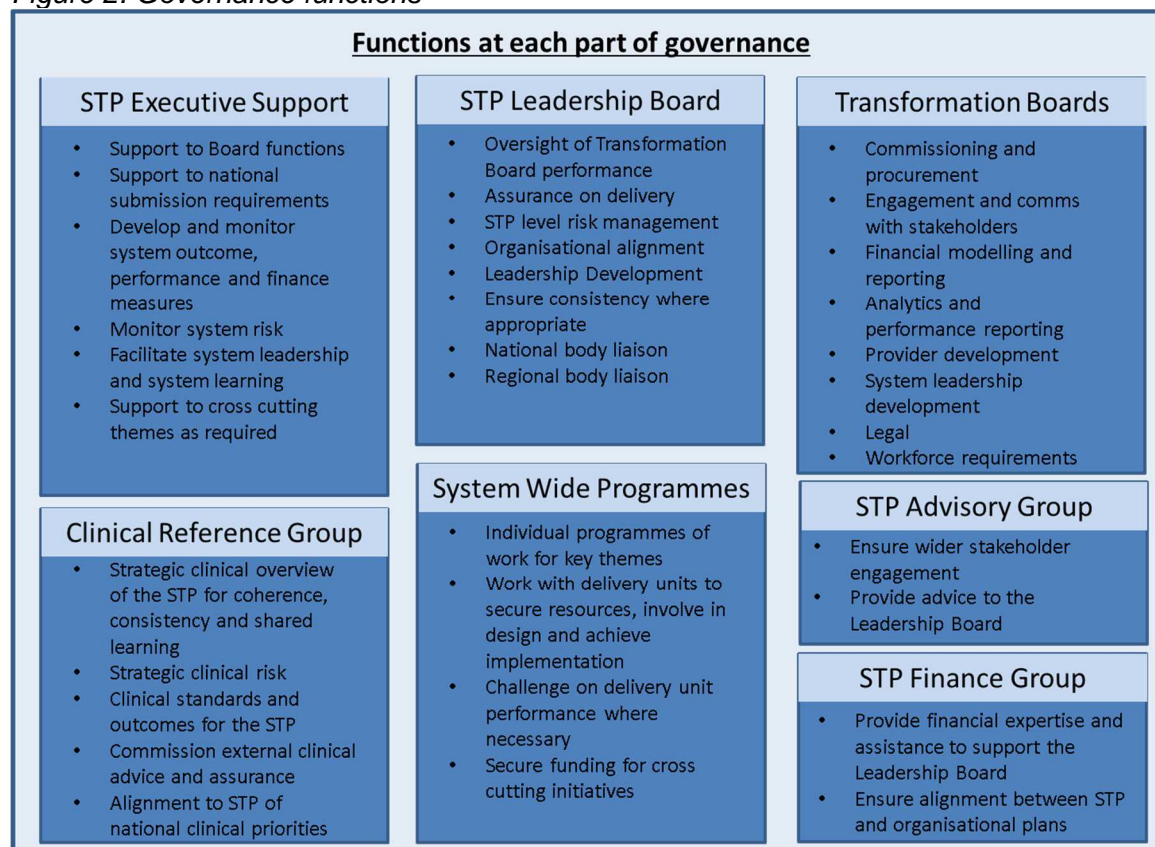 Figure 2: Governance functions
Functions at each part of governance
STP Executive Support
• Support to Board functions
• Support to national
submission requirements
• Develop and monitor
system outcome,
performance and finance
measures
• Monitor system risk
• Facilitate system leadership
and system learning
• Support to cross cutting
themes as required
STP Leadership Board
• Oversight of Transformation
Board performance
• Assurance on delivery
• STP level risk management
• Organisational alignment
• Leadership Development
• Ensure consistency where
appropriate
• National body liaison
• Regional body liaison
Transformation Boards
• Commissioning and
procurement
• Engagement and comms
with stakeholders
• Financial modelling and
reporting
• Analytics and
performance reporting
• Provider development
• System leadership
development
• Legal
• Workforce requirements
Clinical Reference Group
• Strategic clinical overview
of the STP for coherence,
consistency and shared
learning
• Strategic clinical risk
• Clinical standards and
outcomes for the STP
• Commission external clinical
advice and assurance
• Alignment to STP of
national clinical priorities
System Wide Programmes
• Individual programmes of
work for key themes
• Work with delivery units to
secure resources, involve in
design and achieve
implementation
• Challenge on delivery unit
performance where
necessary
• Secure funding for cross
cutting initiatives
STP Advisory Group
• Ensure wider stakeholder
engagement
• Provide advice to the
Leadership Board
STP Finance Group
• Provide financial expertise and
assistance to support the
Leadership Board
• Ensure alignment between STP
and organisational plans